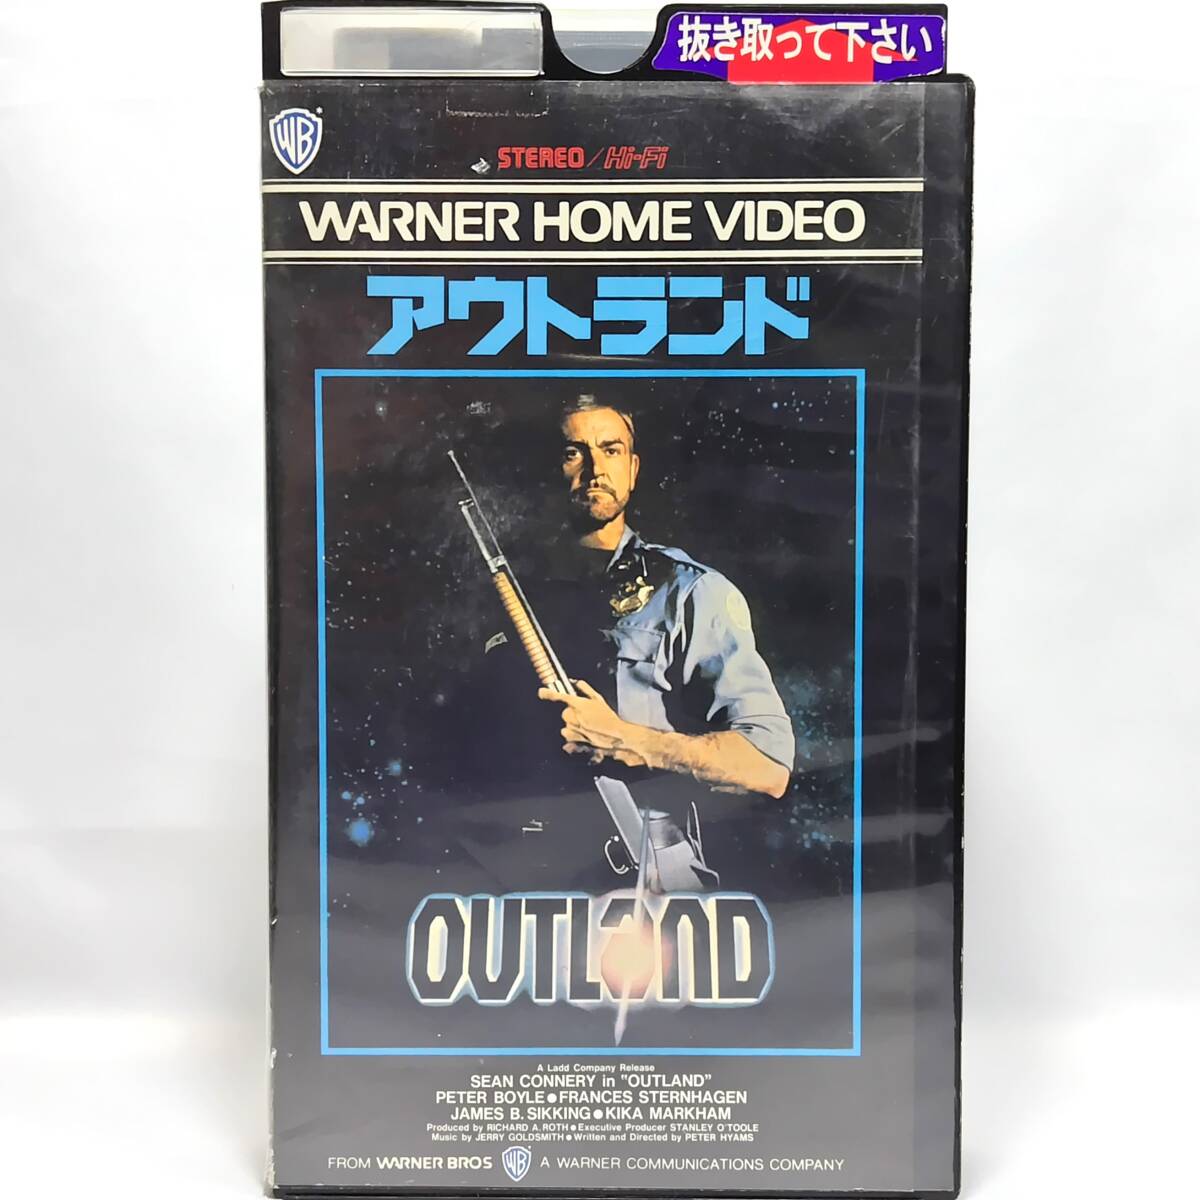 抜き取って下さい
WB
STEREO/Hi-Fi
WARNER HOME VIDEO
アウトランド
OUTLAND
A Ladd Company Release
SEAN CONNERY in "OUTLAND"
PETER BOYLE●FRANCES STERNHAGEN
JAMES B. SIKKING●KIKA MARKHAM
Produced by RICHARD A. ROTH●Executive Producer STANLEY O'TOOLE
Music by JERRY GOLDSMITH●Written and Directed by PETER HYAMS
FROM WARNER BROS WB A WARNER COMMUNICATIONS COMPANY